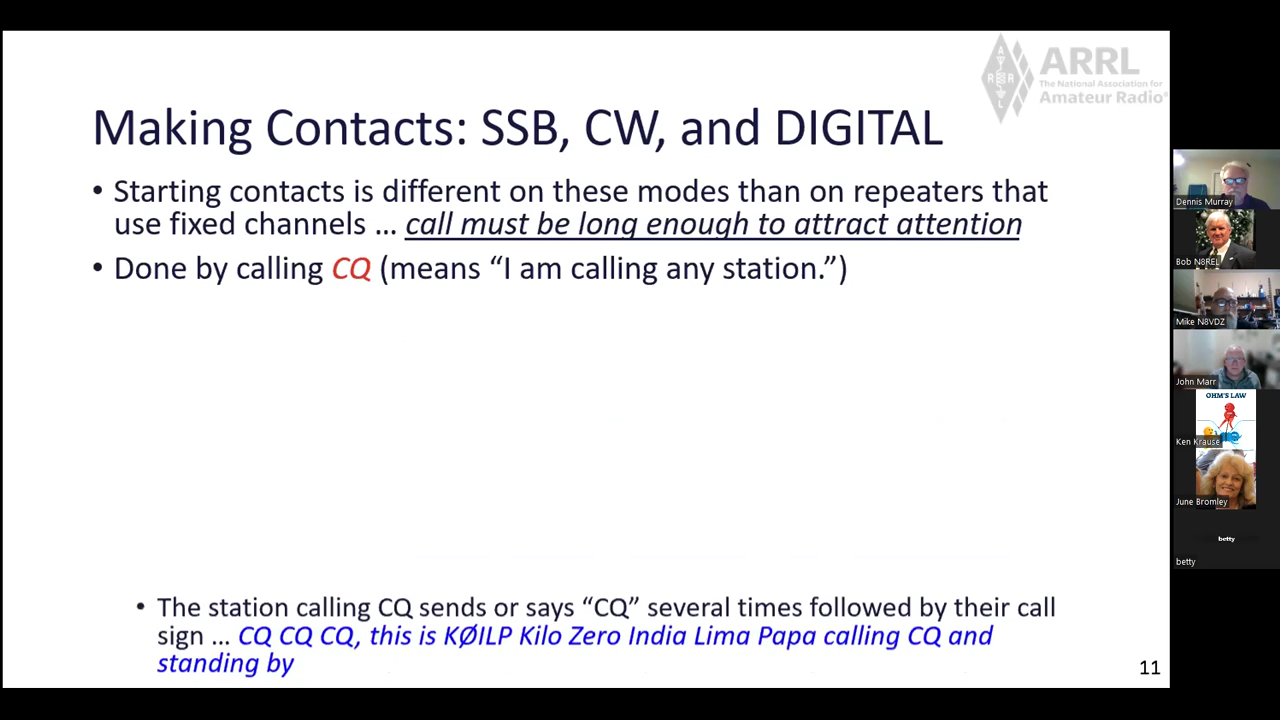 ARRL
The National Association for
Amateur Radio®
Making Contacts: SSB, CW, and DIGITAL
• Starting contacts is different on these modes than on repeaters that
use fixed channels … call must be long enough to attract attention
• Done by calling CQ (means “I am calling any station.”)
• The station calling CQ sends or says “CQ” several times followed by their call
sign … CQ CQ CQ, this is KØILP Kilo Zero India Lima Papa calling CQ and
standing by
11
Dennis Murray
Bob N8REL
Mike N8VDZ
John Marr
OHM'S LAW
Ken Krause
June Bromley
betty
betty